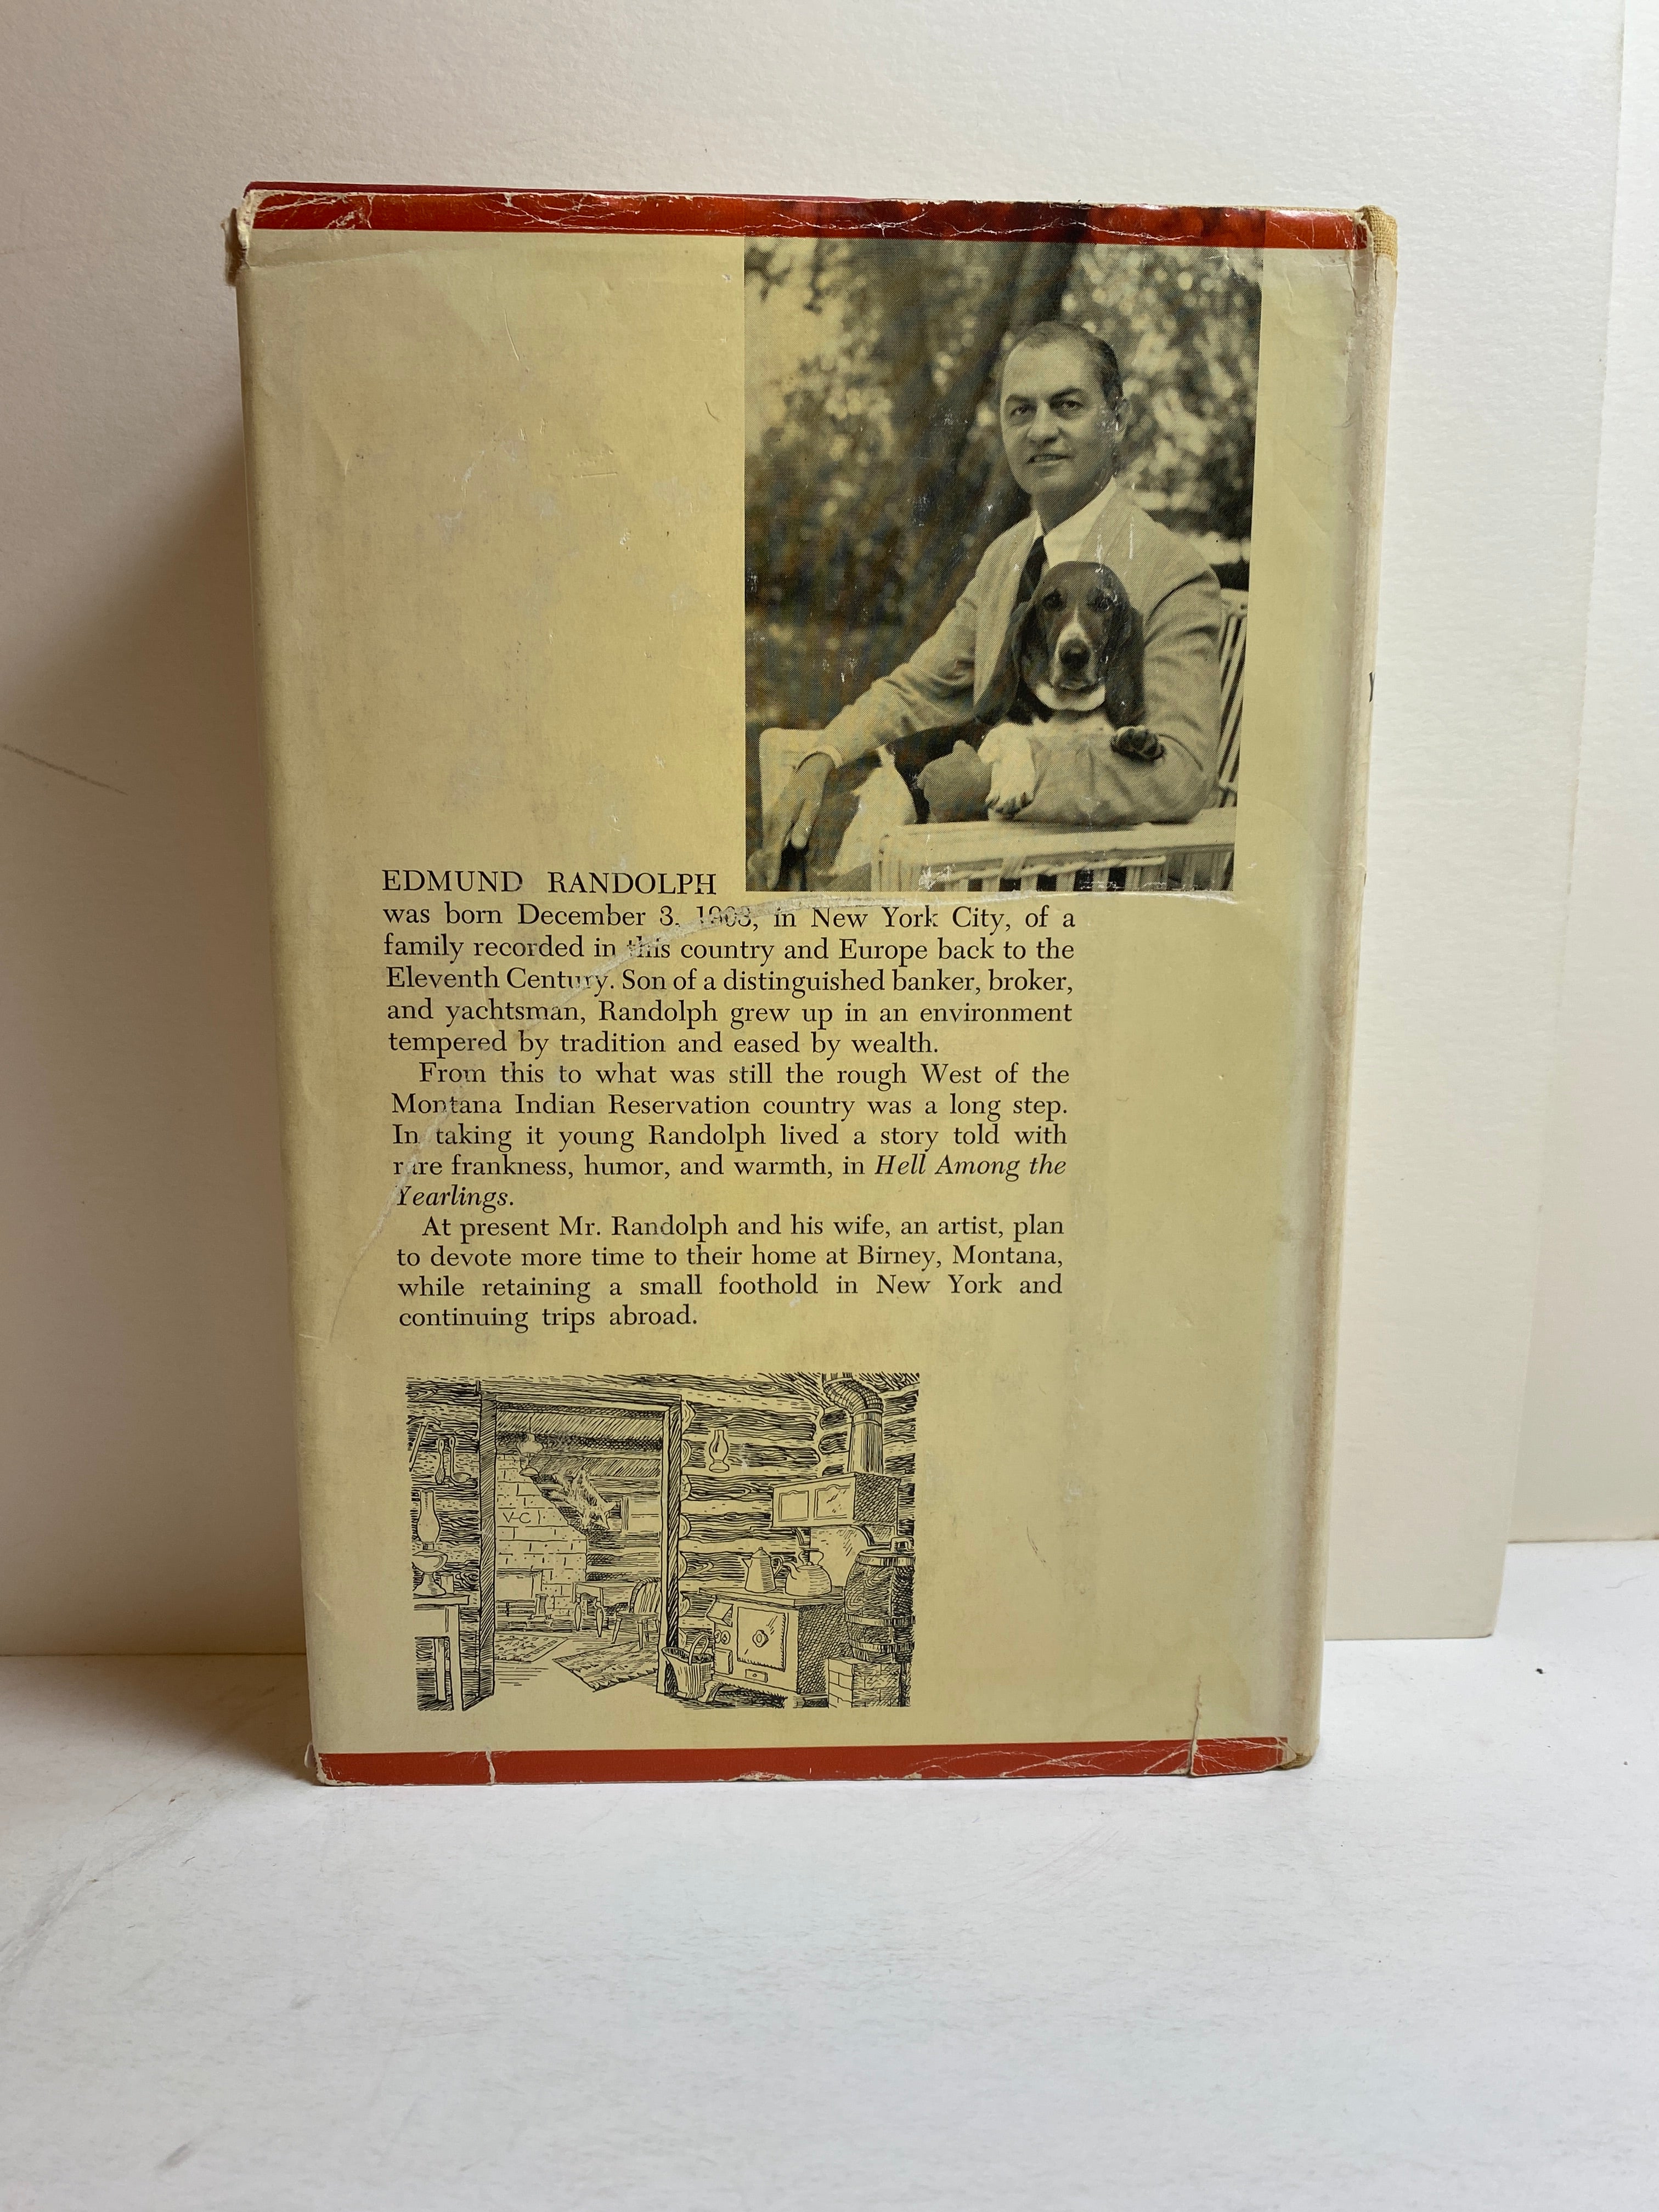 EDMUND RANDOLPH
was born December 3, 1903, in New York City, of a
family recorded in this country and Europe back to the
Eleventh Century. Son of a distinguished banker, broker,
and yachtsman, Randolph grew up in an environment
tempered by tradition and eased by wealth.
From this to what was still the rough West of the
Montana Indian Reservation country was a long step.
In taking it young Randolph lived a story told with
rare frankness, humor, and warmth, in Hell Among the
Yearlings.
At present Mr. Randolph and his wife, an artist, plan
to devote more time to their home at Birney, Montana,
while retaining a small foothold in New York and
continuing trips abroad.
V-C